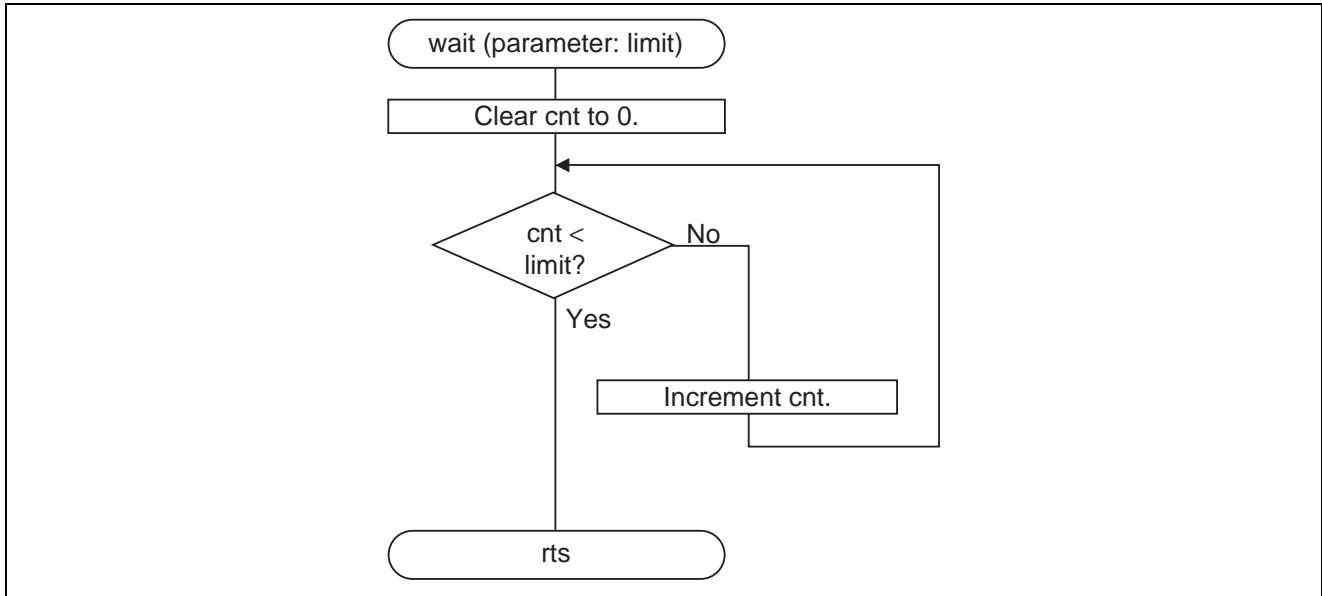 wait (parameter: limit)
Clear cnt to 0.
cnt <
limit?
No
Yes
Increment cnt.
rts